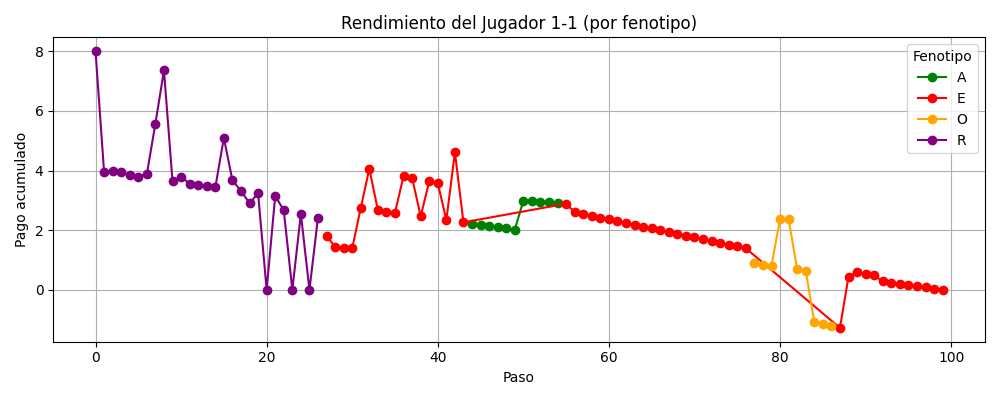 Rendimiento del Jugador 1-1 (por fenotipo)
Pago acumulado
8
6
4
2
0
Fenotipo
A
E
O
R
0 20 40 60 80 100
Paso